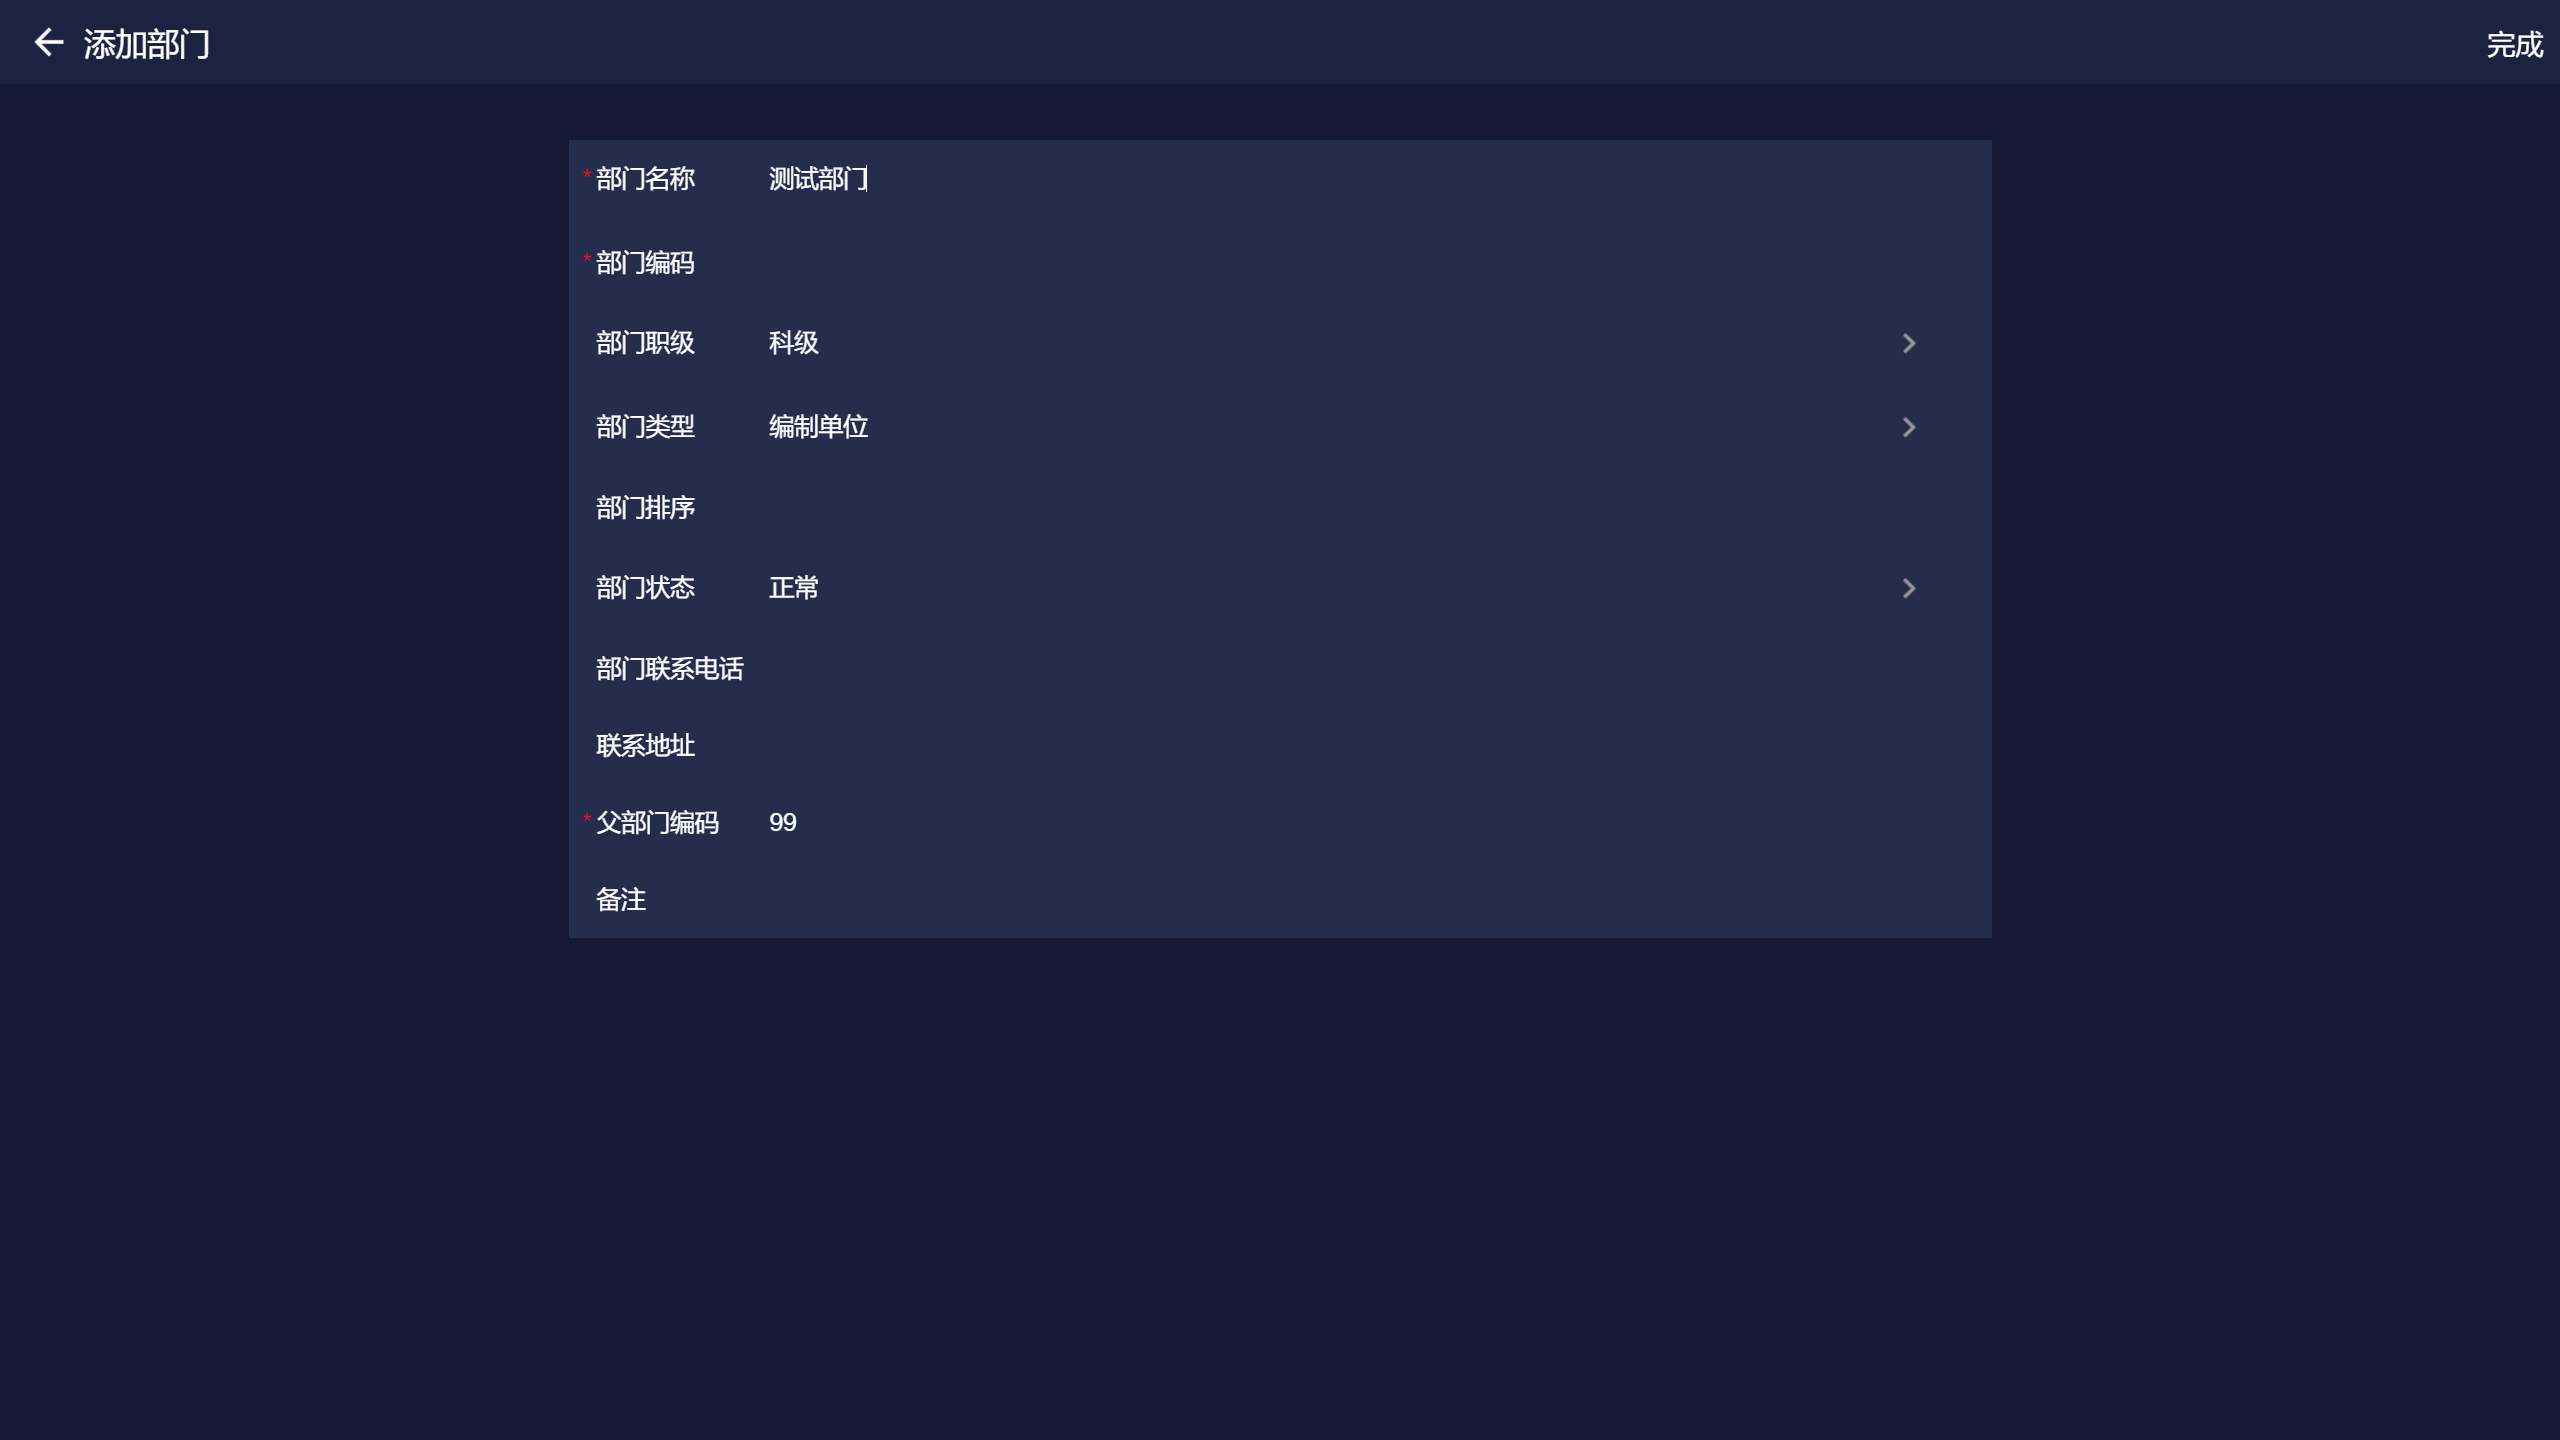 添加部门 完成
* 部门名称 测试部门
* 部门编码
部门职级 科级
部门类型 编制单位
部门排序
部门状态 正常
部门联系电话
联系地址
* 父部门编码 99
备注